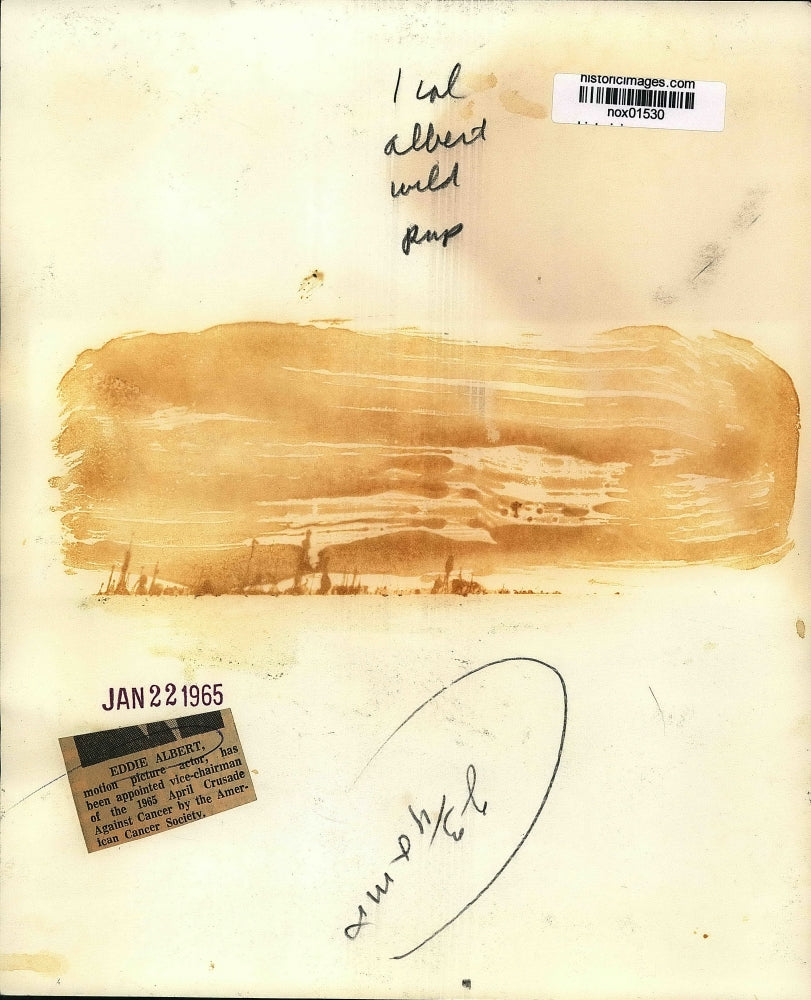 historicimages.com
nox01530
1 col
albert
wild
pup
JAN 22 1965
EDDIE ALBERT,
motion picture actor, has
been appointed vice-chairman
of the 1965 April Crusade
Against Cancer by the Amer-
ican Cancer Society.